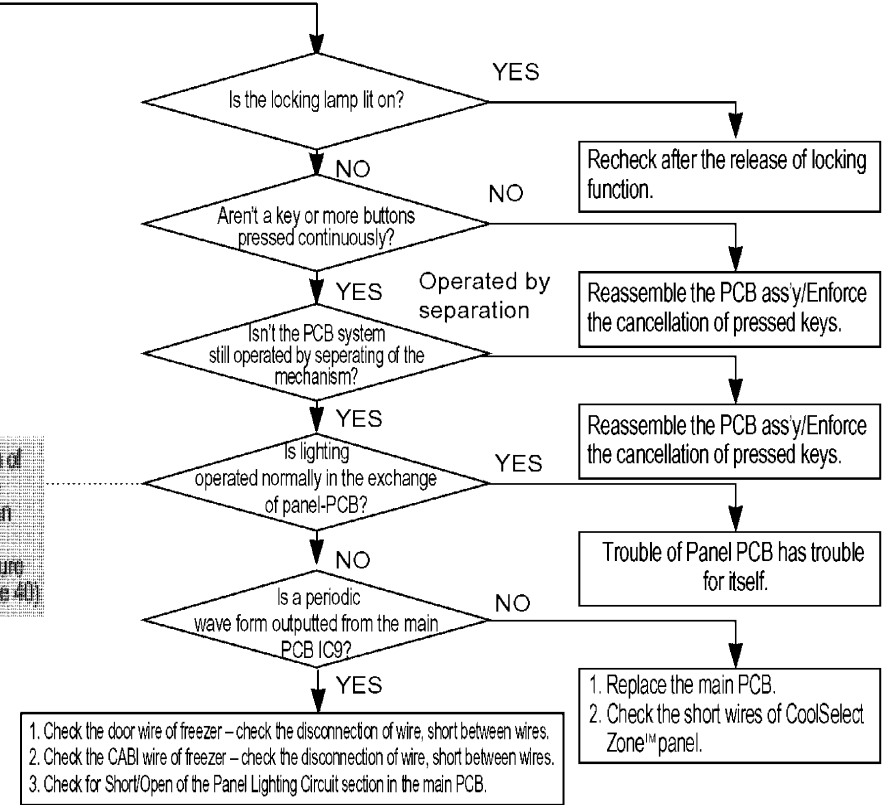 YES
Is the locking lamp lit on?
Recheck after the release of locking
function.
NO
NO
Aren't a key or more buttons
pressed continuously?
Reassemble the PCB ass'y/Enforce
the cancellation of pressed keys.
YES
Operated by
separation
Isn't the PCB system
still operated by seperating of the
mechanism?
Reassemble the PCB ass'y/Enforce
the cancellation of pressed keys.
YES
of
Is lighting
operated normally in the exchange
of panel-PCB?
YES
Trouble of Panel PCB has trouble
for itself.
NO
40)
Is a periodic
wave form outputted from the main
PCB IC9?
NO
1. Replace the main PCB.
2. Check the short wires of CoolSelect
Zone™ panel.
YES
1. Check the door wire of freezer – check the disconnection of wire, short between wires.
2. Check the CABI wire of freezer – check the disconnection of wire, short between wires.
3. Check for Short/Open of the Panel Lighting Circuit section in the main PCB.